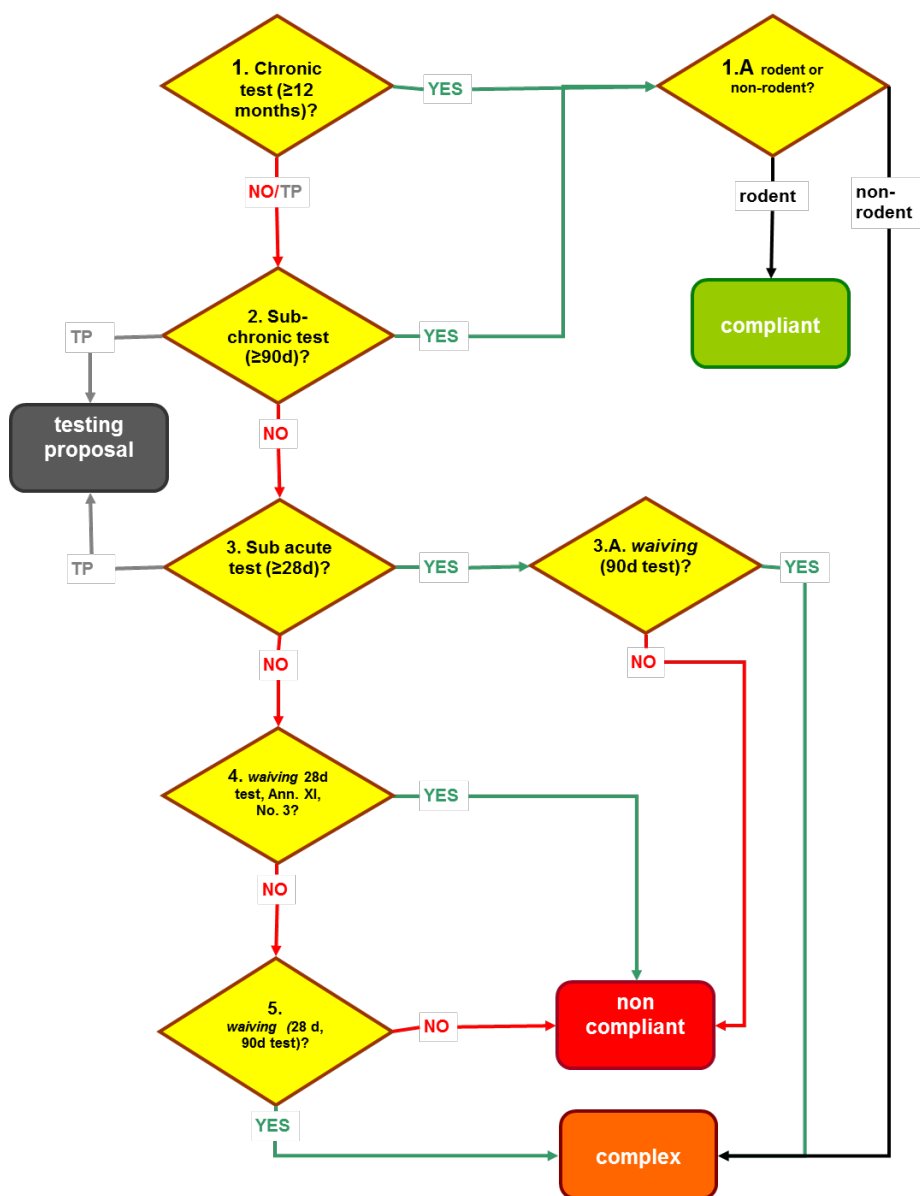 1. Chronic
test (≥12
months)?
YES
1.A rodent or
non-rodent?
NO/TP
rodent
non-
rodent
compliant
2. Sub-
chronic test
(≥90d)?
TP
YES
testing
proposal
NO
3. Sub acute
test (≥28d)?
TP
YES
3.A. waiving
(90d test)?
YES
NO
NO
4. waiving 28d
test, Ann. XI,
No. 3?
YES
NO
5.
waiving (28 d,
90d test)?
NO
non
compliant
YES
complex